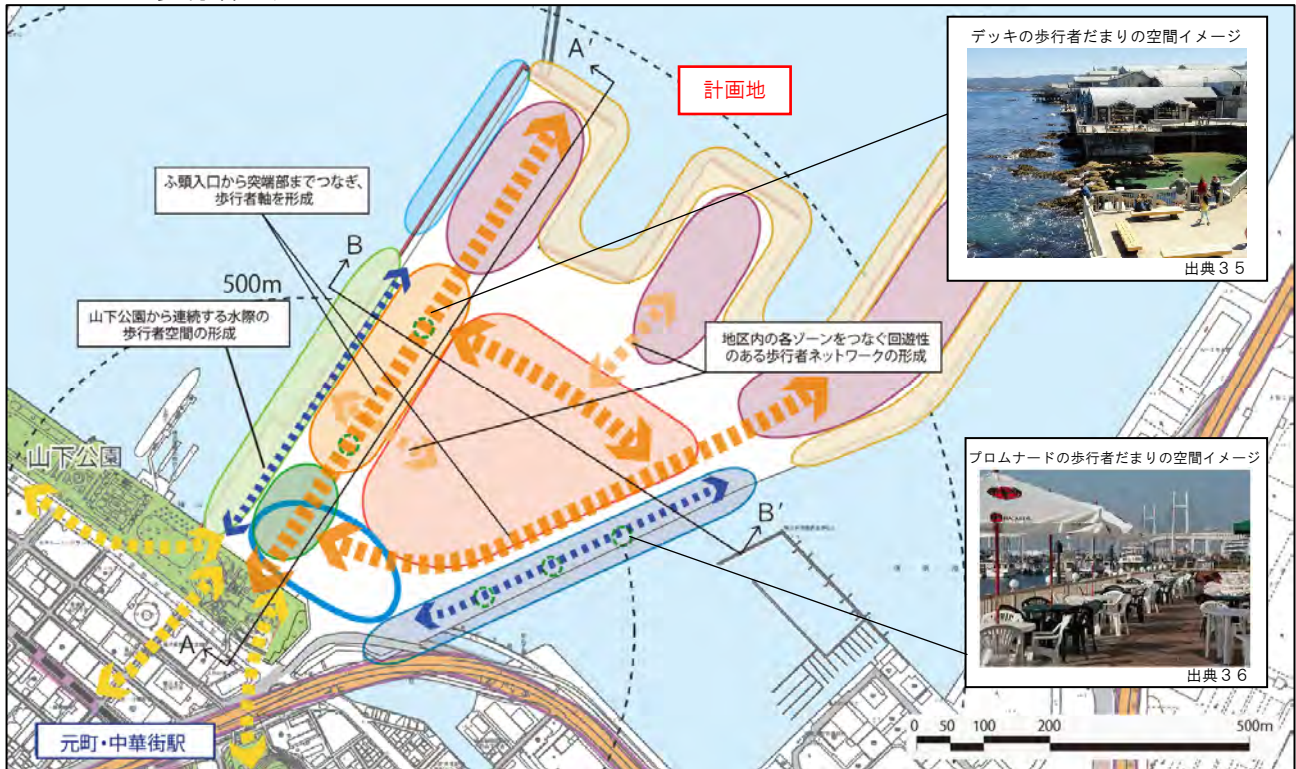 デッキの歩行者だまりの空間イメージ
出典３５
A'
計画地
ふ頭入口から突端部までつなぎ、
歩行者軸を形成
B
500m
山下公園から連続する水際の
歩行者空間の形成
地区内の各ゾーンをつなぐ回遊性
のある歩行者ネットワークの形成
山下公園
プロムナードの歩行者だまりの空間イメージ
出典３６
B'
A
元町・中華街駅
0 50 100 200 500m